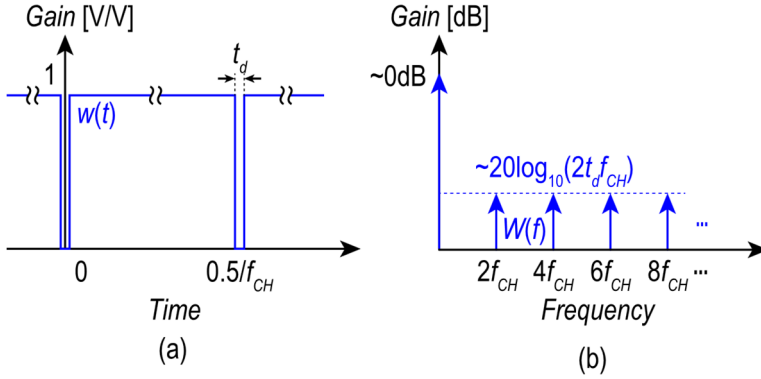 Gain [V/V]
t_d
1
w(t)
0
0.5/f_CH
Time
(a)
Gain [dB]
~0dB
~20log₁₀(2t_d f_CH)
W(f)
...
2f_CH 4f_CH 6f_CH 8f_CH ...
Frequency
(b)